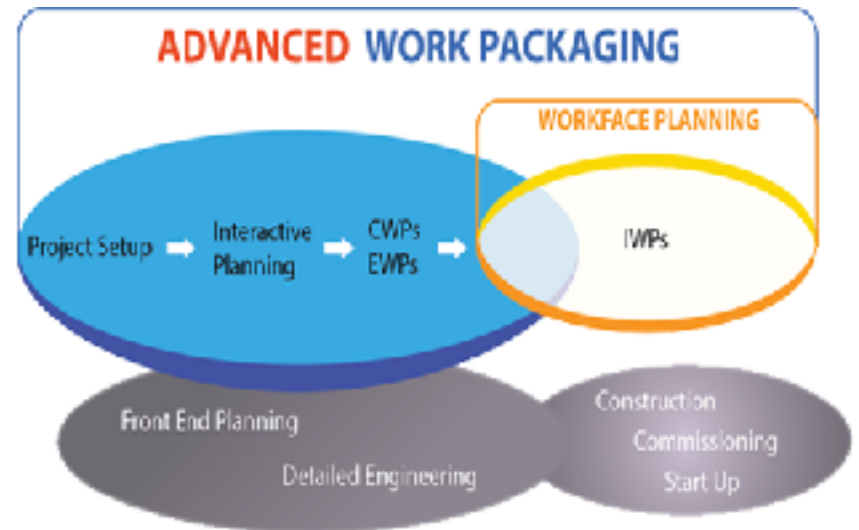 ADVANCED WORK PACKAGING
WORKFACE PLANNING
Project Setup
Interactive
Planning
CWPs
EWPs
IWPs
Front End Planning
Detailed Engineering
Construction
Commissioning
Start Up